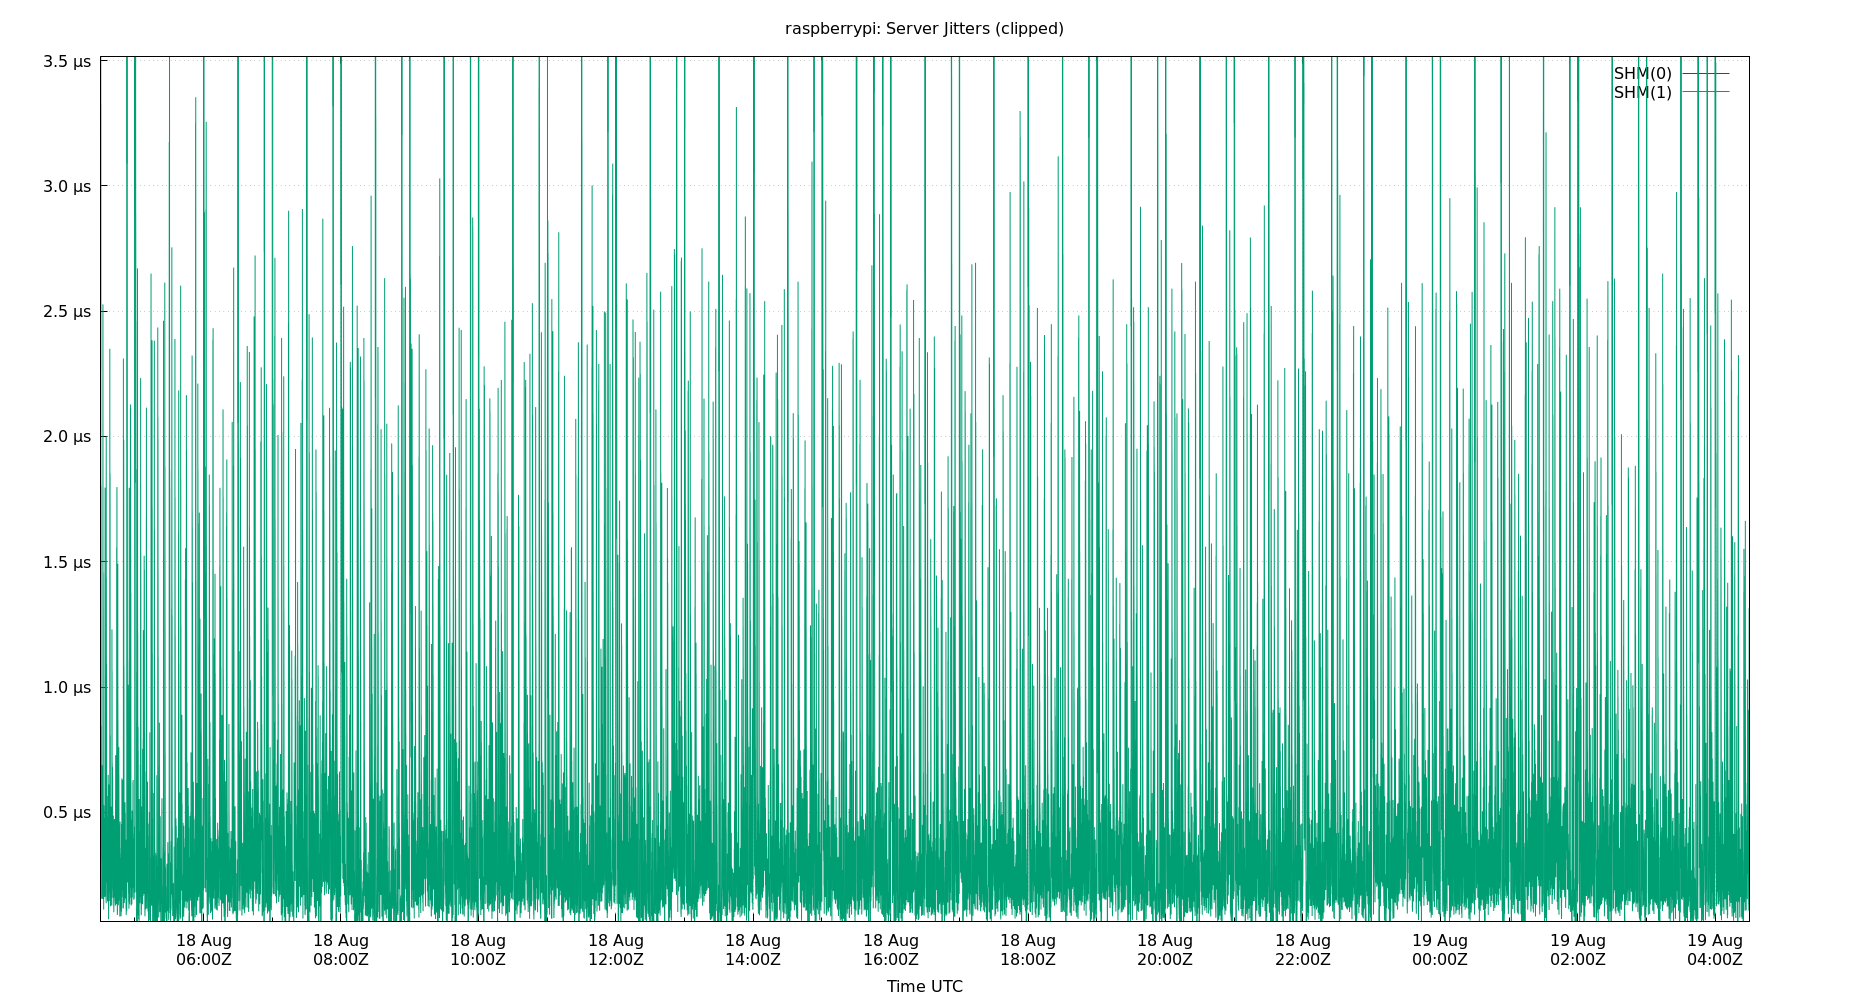 raspberrypi: Server Jitters (clipped)
3.5 µs
SHM(0)
SHM(1)
3.0 µs
2.5 µs
2.0 µs
1.5 µs
1.0 µs
0.5 µs
18 Aug 18 Aug 18 Aug 18 Aug 18 Aug 18 Aug 18 Aug 18 Aug 18 Aug 19 Aug 19 Aug 19 Aug
06:00Z 08:00Z 10:00Z 12:00Z 14:00Z 16:00Z 18:00Z 20:00Z 22:00Z 00:00Z 02:00Z 04:00Z
Time UTC